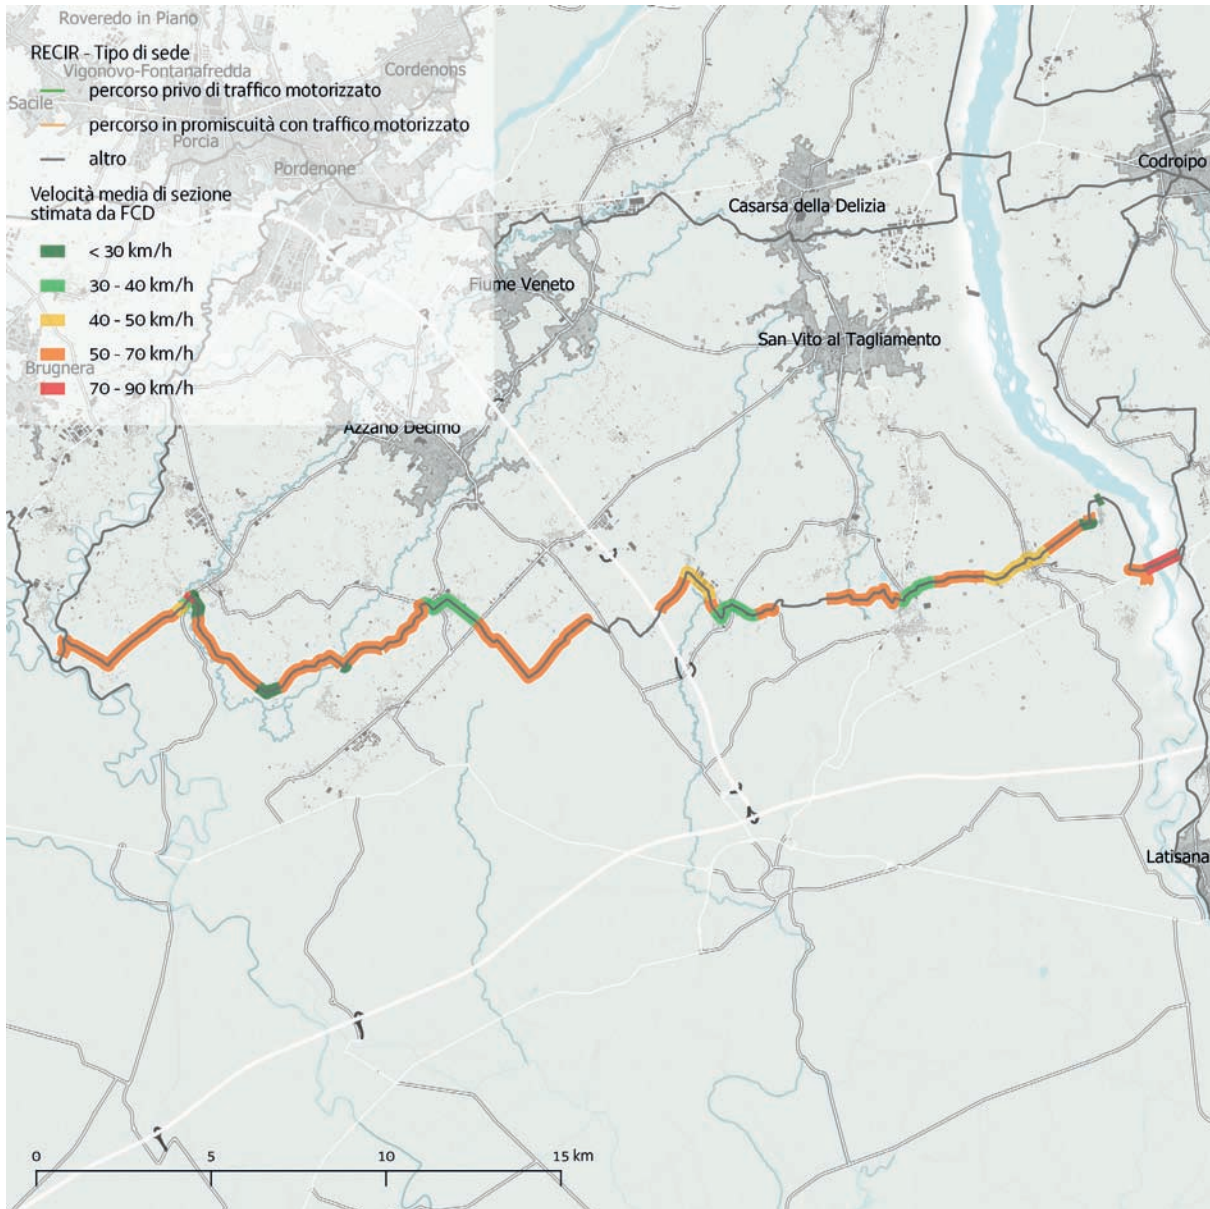 Roveredo in Piano
RECIR - Tipo di sede
Vigonovo-Fontanafredda
Cordenons
percorso privo di traffico motorizzato
Sacile
percorso in promiscuità con traffico motorizzato
Porcia
altro
Pordenone
Codroipo
Velocità media di sezione
stimata da FCD
Casarsa della Delizia
< 30 km/h
30 - 40 km/h
Fiume Veneto
40 - 50 km/h
San Vito al Tagliamento
50 - 70 km/h
Brugnera
70 - 90 km/h
Azzano Decimo
Latisana
0 5 10 15 km